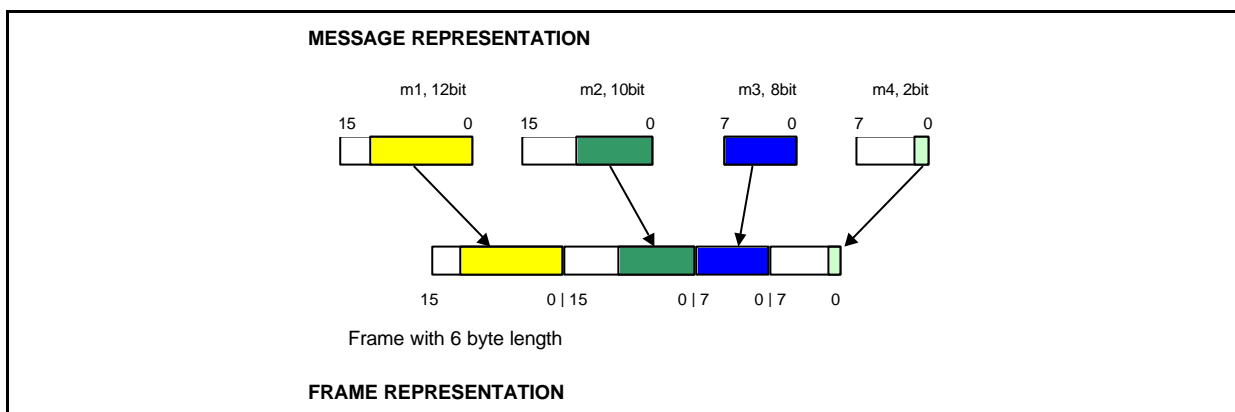 MESSAGE REPRESENTATION
m1, 12bit m2, 10bit m3, 8bit m4, 2bit
15 0 15 0 7 0 7 0
15 0 | 15 0 | 7 0 | 7 0
Frame with 6 byte length
FRAME REPRESENTATION